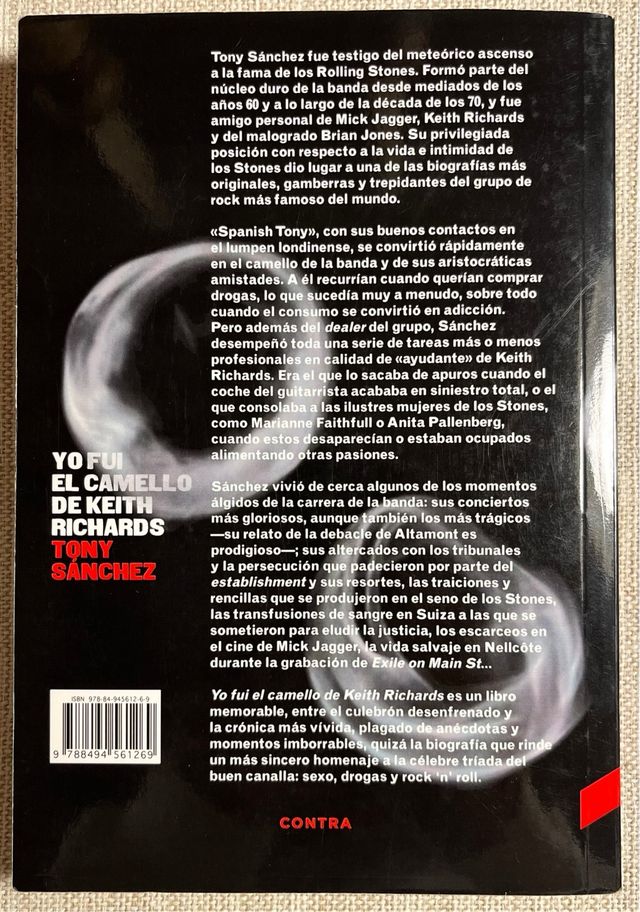 Tony Sánchez fue testigo del meteórico ascenso
a la fama de los Rolling Stones. Formó parte del
núcleo duro de la banda desde mediados de los
años 60 y a lo largo de la década de los 70, y fue
amigo personal de Mick Jagger, Keith Richards
y del malogrado Brian Jones. Su privilegiada
posición con respecto a la vida e intimidad de
los Stones dio lugar a una de las biografías más
originales, gamberras y trepidantes del grupo de
rock más famoso del mundo.
«Spanish Tony», con sus buenos contactos en
el lumpen londinense, se convirtió rápidamente
en el camello de la banda y de sus aristocráticas
amistades. A él recurrían cuando querían comprar
drogas, lo que sucedía muy a menudo, sobre todo
cuando el consumo se convirtió en adicción.
Pero además del dealer del grupo, Sánchez
desempeñó toda una serie de tareas más o menos
profesionales en calidad de «ayudante» de Keith
Richards. Era el que lo sacaba de apuros cuando el
coche del guitarrista acababa en siniestro total, o el
que consolaba a las ilustres mujeres de los Stones,
como Marianne Faithfull o Anita Pallenberg,
cuando estos desaparecían o estaban ocupados
alimentando otras pasiones.
Sánchez vivió de cerca algunos de los momentos
álgidos de la carrera de la banda: sus conciertos
más gloriosos, aunque también los más trágicos
—su relato de la debacle de Altamont es
prodigioso—; sus altercados con los tribunales
y la persecución que padecieron por parte del
establishment y sus resortes, las traiciones y
rencillas que se produjeron en el seno de los Stones,
las transfusiones de sangre en Suiza a las que se
sometieron para eludir la justicia, los escarceos en
el cine de Mick Jagger, la vida salvaje en Nellcôte
durante la grabación de Exile on Main St...
Yo fui el camello de Keith Richards es un libro
memorable, entre el culebrón desenfrenado y
la crónica más vívida, plagado de anécdotas y
momentos imborrables, quizá la biografía que rinde
un más sincero homenaje a la célebre tríada del
buen canalla: sexo, drogas y rock 'n' roll.
YO FUI
EL CAMELLO
DE KEITH
RICHARDS
TONY
SÁNCHEZ
ISBN 978-84-945612-6-9
9 788494 561269
CONTRA